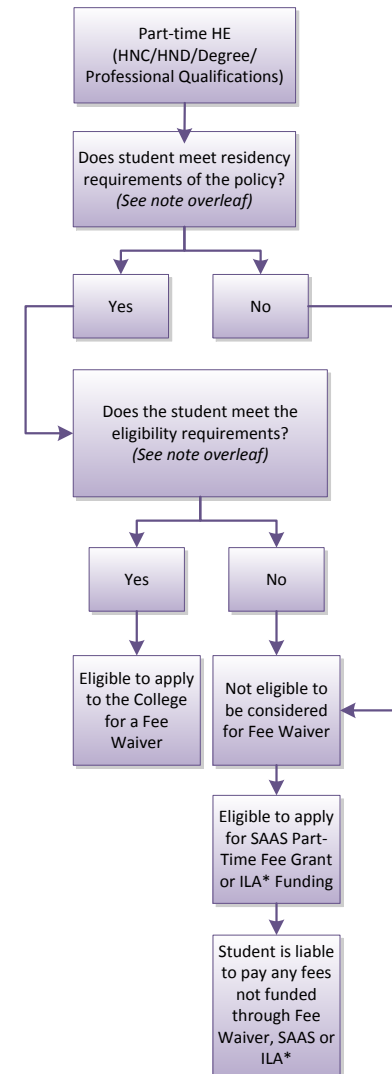 Part-time HE
(HNC/HND/Degree/
Professional Qualifications)
Does student meet residency
requirements of the policy?
(See note overleaf)
Yes
No
Does the student meet the
eligibility requirements?
(See note overleaf)
Yes
No
Eligible to apply
to the College
for a Fee
Waiver
Not eligible to
be considered
for Fee Waiver
Eligible to apply
for SAAS Part-
Time Fee Grant
or ILA* Funding
Student is liable
to pay any fees
not funded
through Fee
Waiver, SAAS or
ILA*